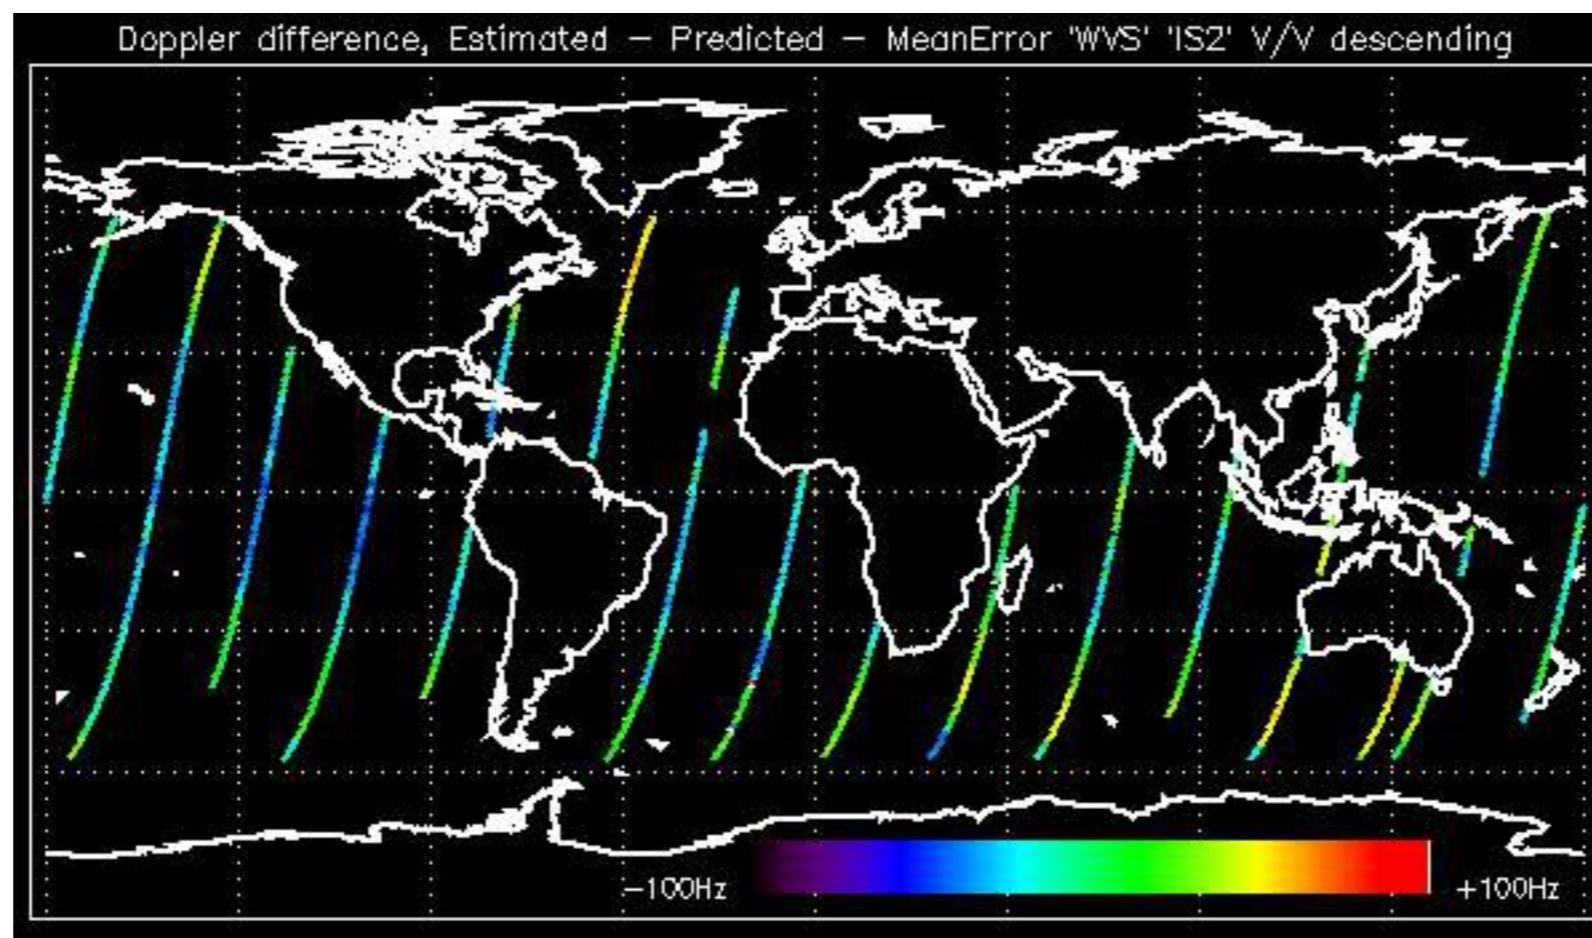 Doppler difference, Estimated – Predicted – MeanError 'WVS' 'IS2' V/V descending
–100Hz +100Hz